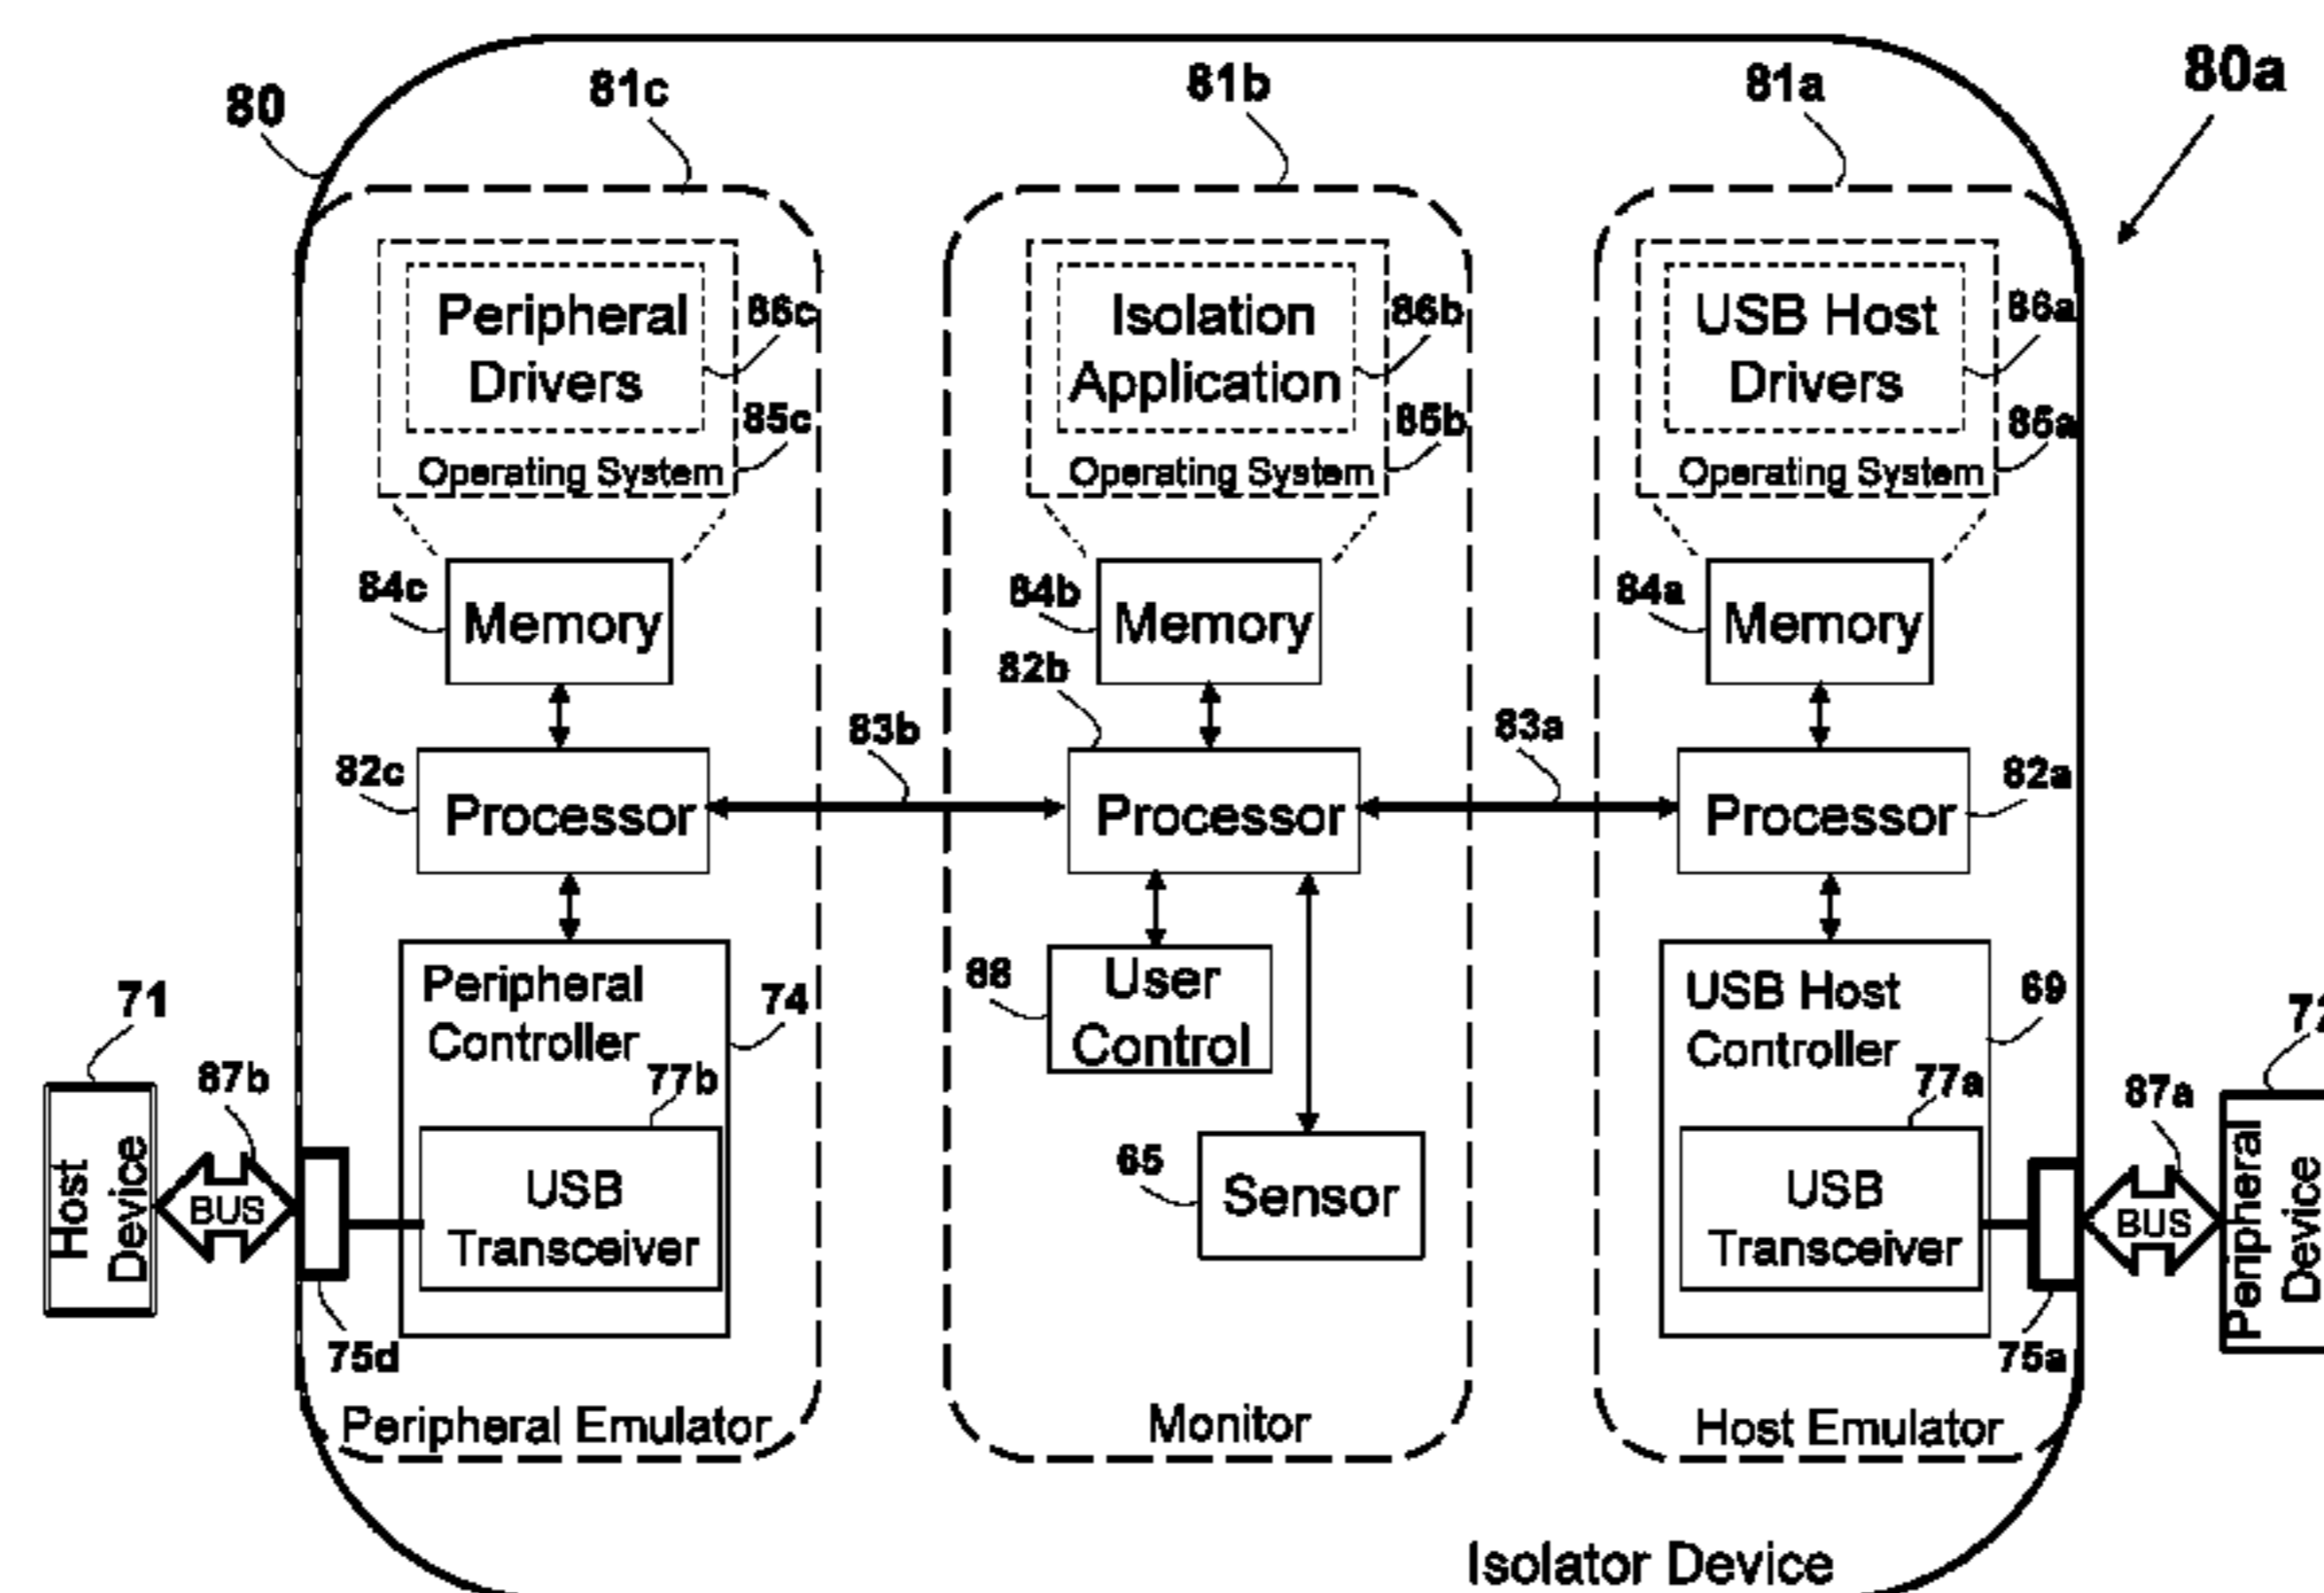 80
81c
81b
81a
80a
Peripheral
Drivers
86c
Operating System
85c
Isolation
Application
86b
Operating System
85b
USB Host
Drivers
86a
Operating System
85a
84c
Memory
84b
Memory
84a
Memory
82c
Processor
83b
82b
Processor
83a
Processor
82a
Peripheral
Controller
74
77b
USB
Transceiver
88
User
Control
65
Sensor
USB Host
Controller
69
77a
USB
Transceiver
71
Host
Device
87b
BUS
75d
75a
87a
BUS
Peripheral
Device
Peripheral Emulator
Monitor
Host Emulator
Isolator Device